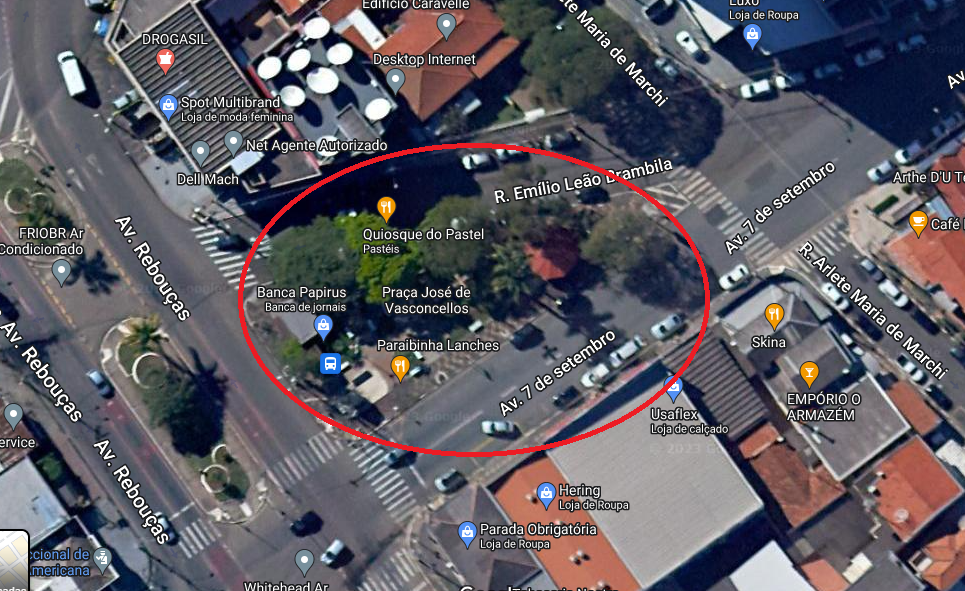 Edifício Caravelle
Luxo
Loja de Roupa
DROGASIL
Desktop Internet
R. Arlete Maria de Marchi
Spot Multibrand
Loja de moda feminina
Net Agente Autorizado
Dell Mach
R. Emílio Leão Brambila
Av. 7 de setembro
Arthe D'U
Café
FRIOBR Ar
Condicionado
Av. Rebouças
Quiosque do Pastel
Pastéis
Banca Papirus
Banca de jornais
Praça José de
Vasconcellos
R. Arlete Maria de Marchi
Paraibinha Lanches
Skina
Av. 7 de setembro
Av. Rebouças
EMPÓRIO O
ARMAZÉM
Usaflex
Loja de calçado
ervice
Av. Rebouças
Hering
Loja de Roupa
Parada Obrigatória
Loja de Roupa
ccional de
Americana
Whitehead Ar